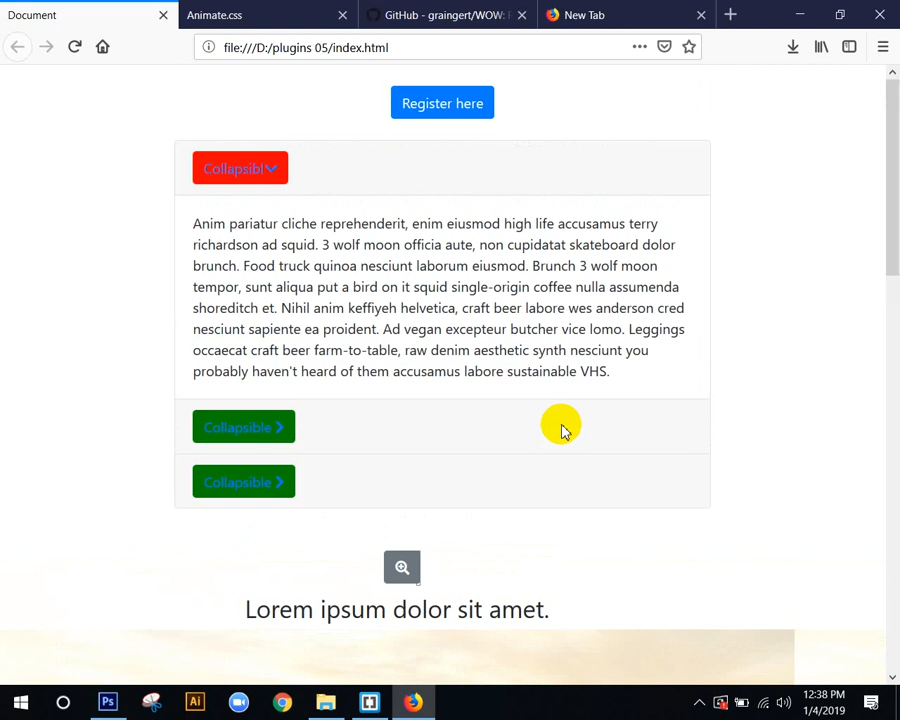 Document
Animate.css
GitHub - graingert/WOW:
New Tab
file:///D:/plugins 05/index.html
Register here
Collapsibl
Anim pariatur cliche reprehenderit, enim eiusmod high life accusamus terry
richardson ad squid. 3 wolf moon officia aute, non cupidatat skateboard dolor
brunch. Food truck quinoa nesciunt laborum eiusmod. Brunch 3 wolf moon
tempor, sunt aliqua put a bird on it squid single-origin coffee nulla assumenda
shoreditch et. Nihil anim keffiyeh helvetica, craft beer labore wes anderson cred
nesciunt sapiente ea proident. Ad vegan excepteur butcher vice lomo. Leggings
occaecat craft beer farm-to-table, raw denim aesthetic synth nesciunt you
probably haven't heard of them accusamus labore sustainable VHS.
Collapsible
Collapsible
Lorem ipsum dolor sit amet.
Ps
Ai
12:38 PM
1/4/2019